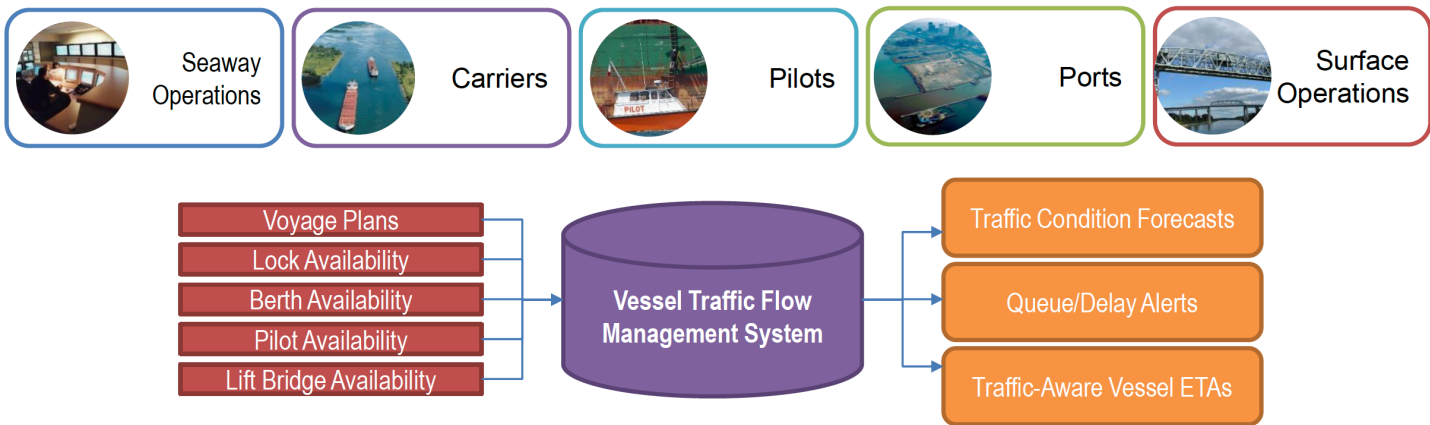 Seaway
Operations
Carriers
PILOT
Pilots
Ports
Surface
Operations
Voyage Plans
Lock Availability
Berth Availability
Pilot Availability
Lift Bridge Availability
Vessel Traffic Flow
Management System
Traffic Condition Forecasts
Queue/Delay Alerts
Traffic-Aware Vessel ETAs